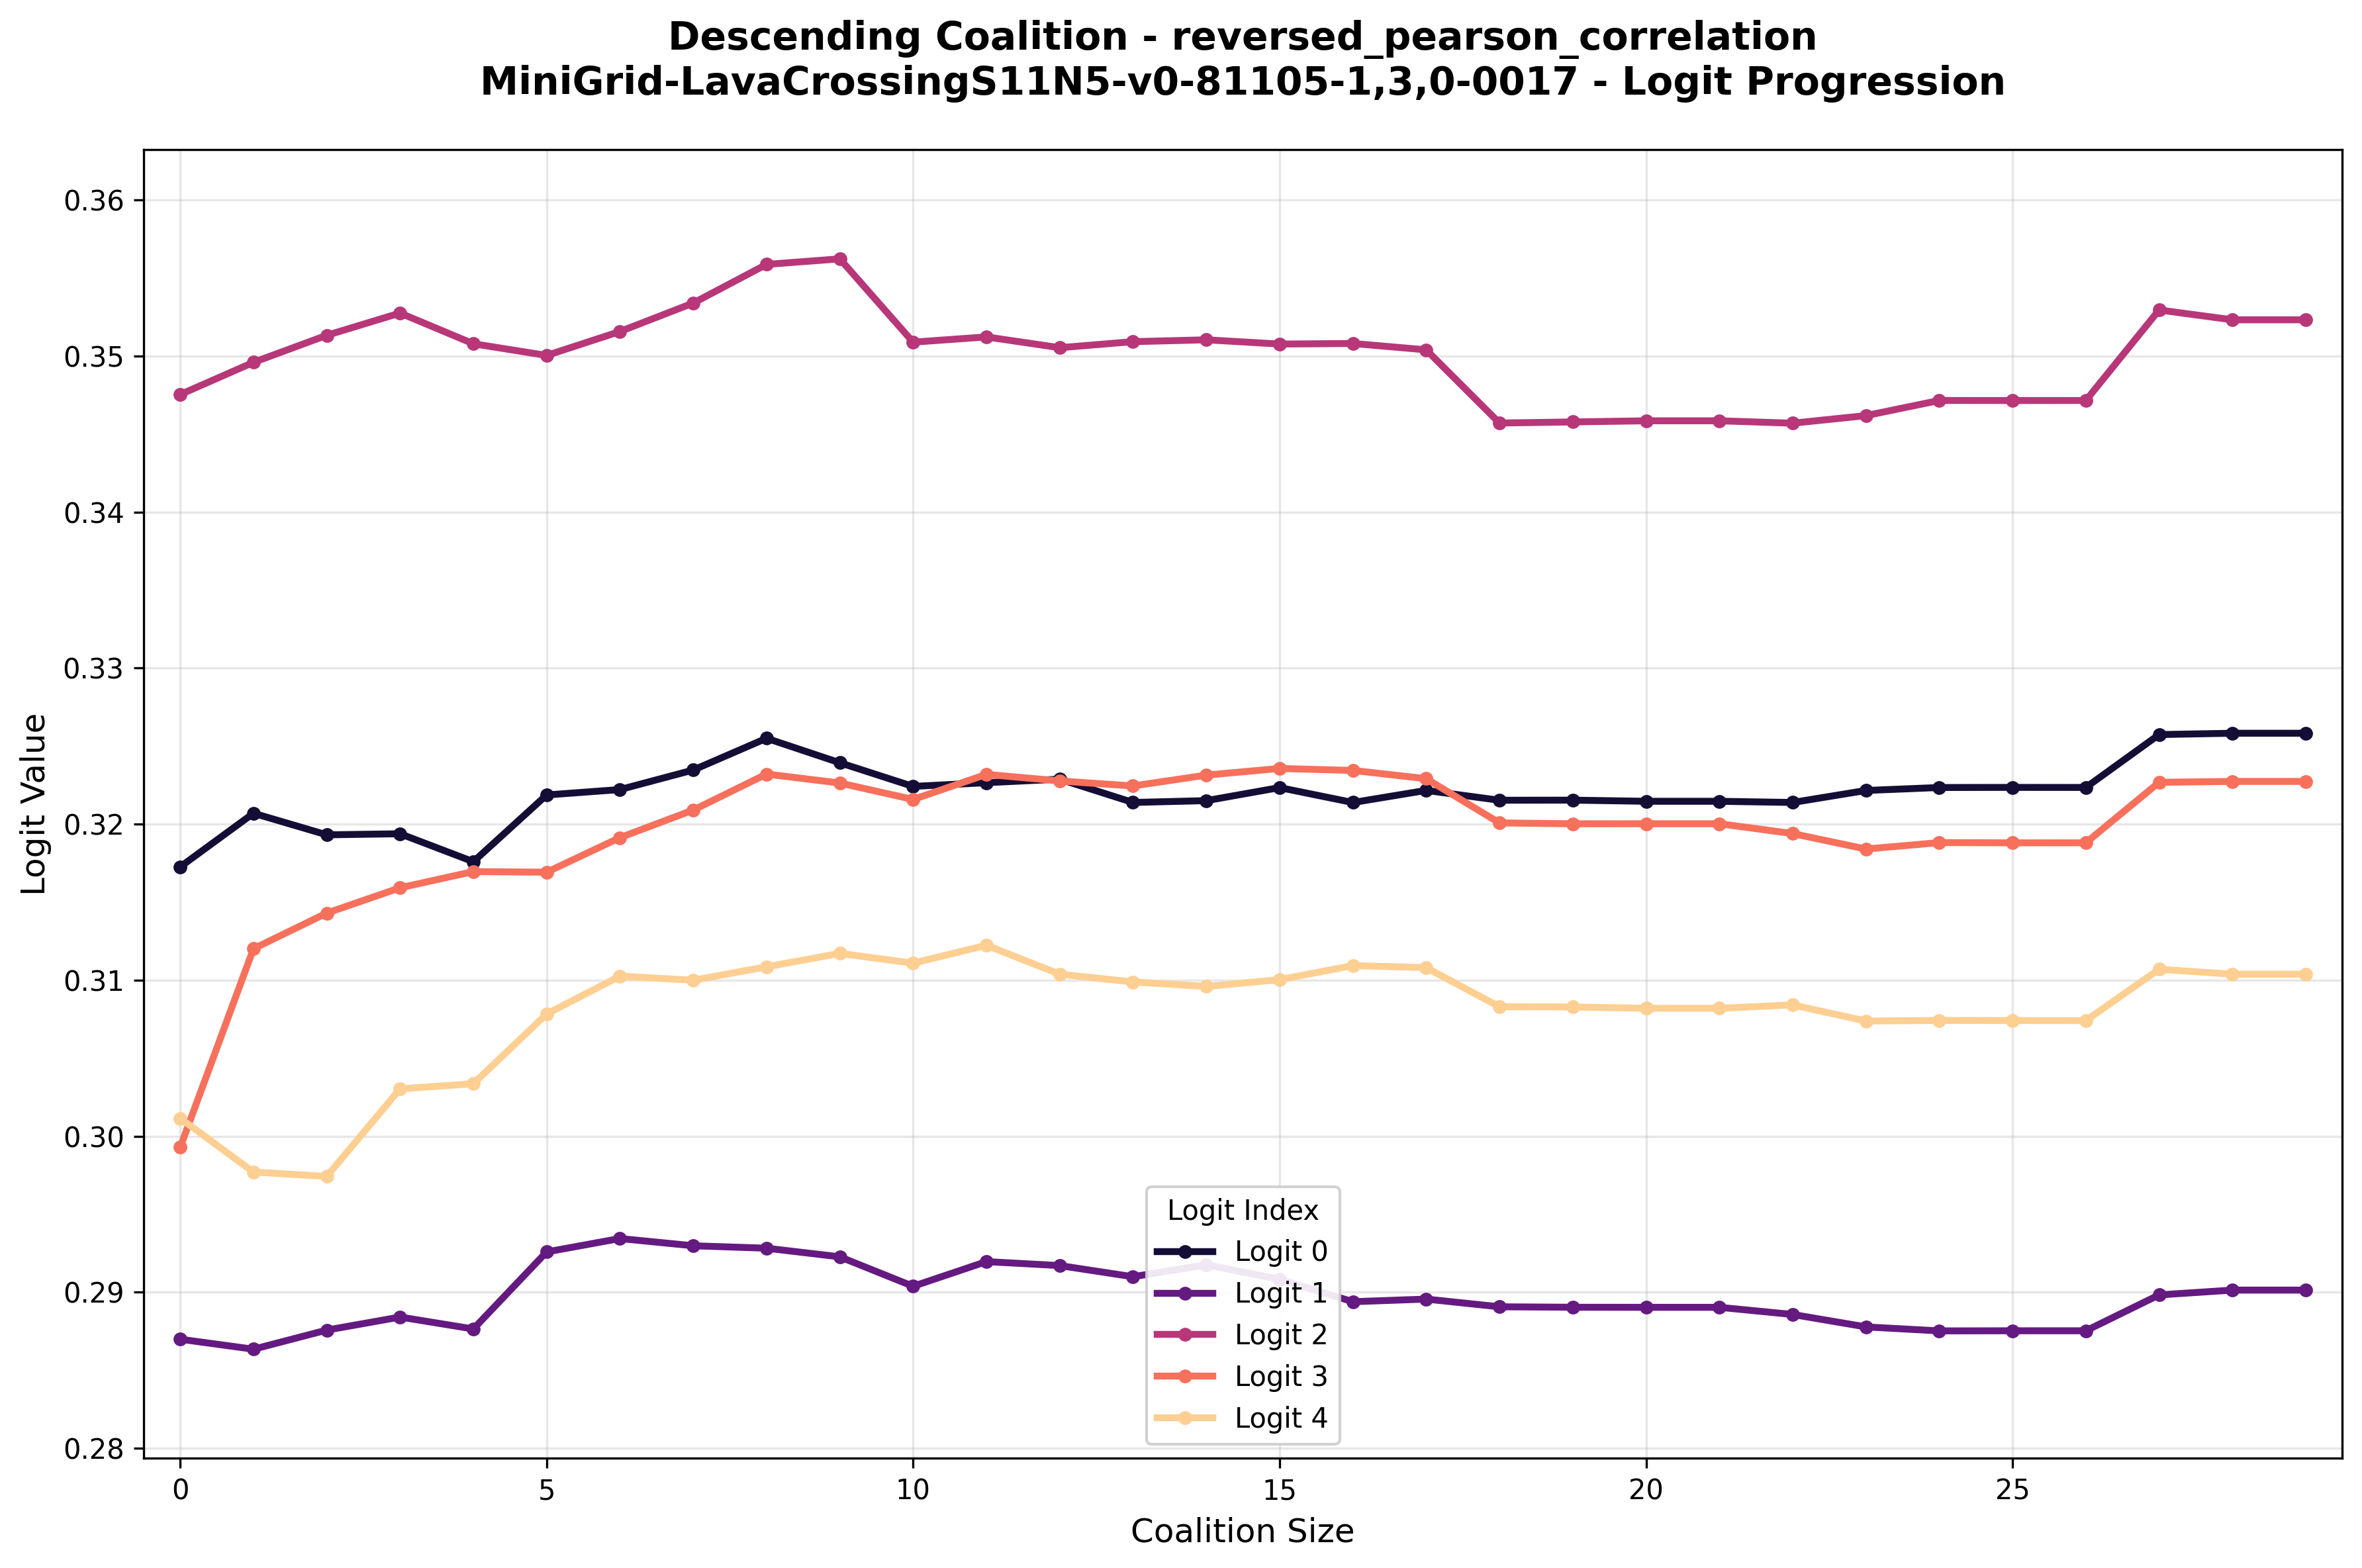 Descending Coalition - reversed_pearson_correlation
MiniGrid-LavaCrossingS11N5-v0-81105-1,3,0-0017 - Logit Progression
0.36
0.35
0.34
0.33
0.32
0.31
0.30
0.29
0.28
Logit Value
Logit Index
Logit 0
Logit 1
Logit 2
Logit 3
Logit 4
0 5 10 15 20 25
Coalition Size